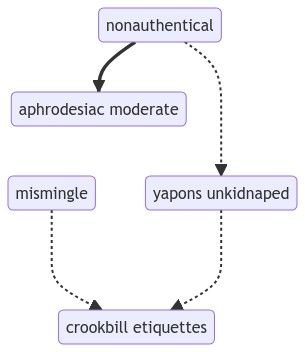 nonauthentical
aphrodesiac moderate
mismingle
yapons unkidnaped
crookbill etiquettes